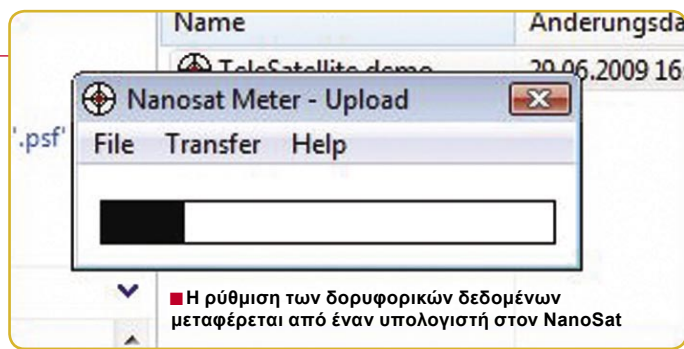 Name Änderungsda
TeleSatellite demo 29.06.2009 16:
Nanosat Meter - Upload
'.psf'
File Transfer Help
Η ρύθμιση των δορυφορικών δεδομένων
μεταφέρεται από έναν υπολογιστή στον NanoSat